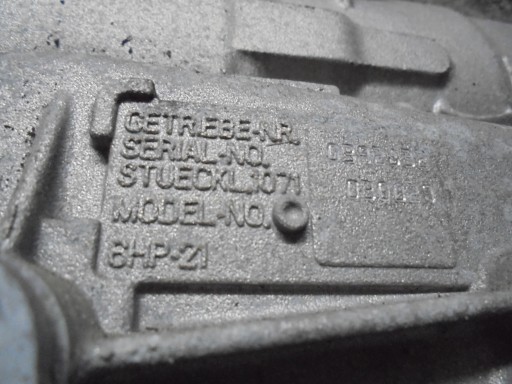 GETRIEBE-NR.
SERIAL-NO.
STUECKL.1071
MODEL-NO.
6HP-21